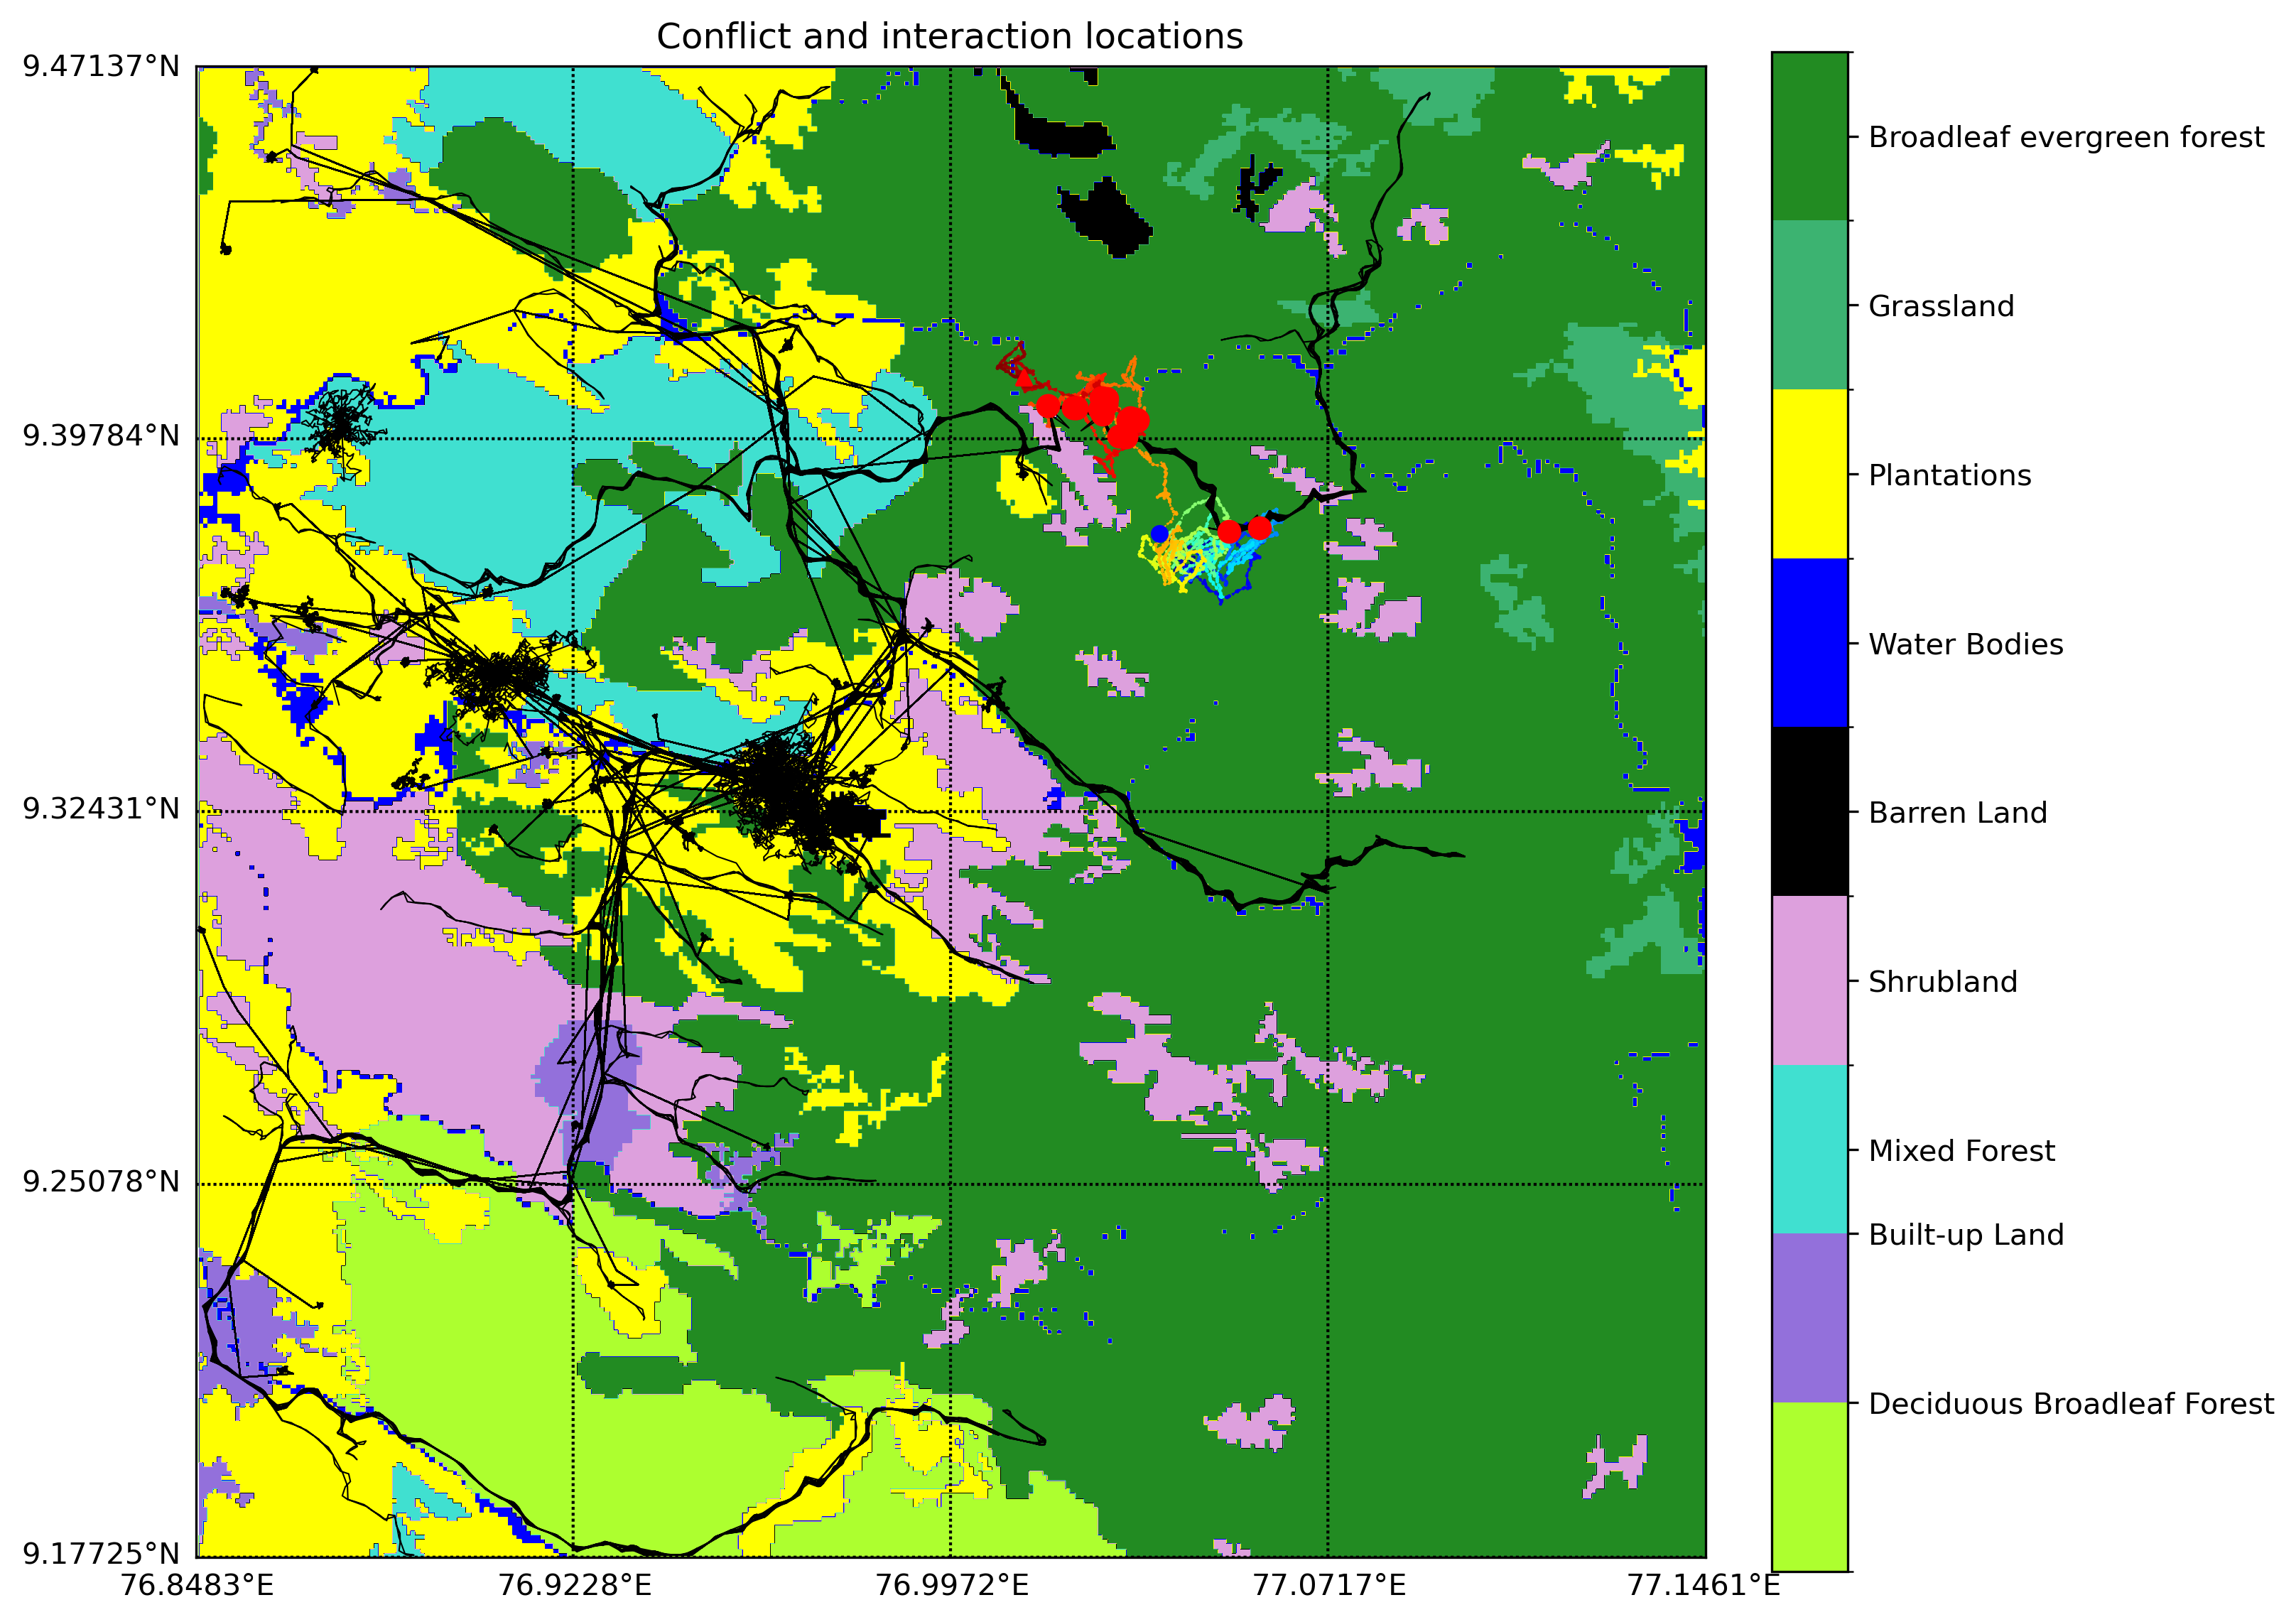 Conflict and interaction locations
9.47137°N
9.39784°N
9.32431°N
9.25078°N
9.17725°N
76.8483°E
76.9228°E
76.9972°E
77.0717°E
77.1461°E
Broadleaf evergreen forest
Grassland
Plantations
Water Bodies
Barren Land
Shrubland
Mixed Forest
Built-up Land
Deciduous Broadleaf Forest